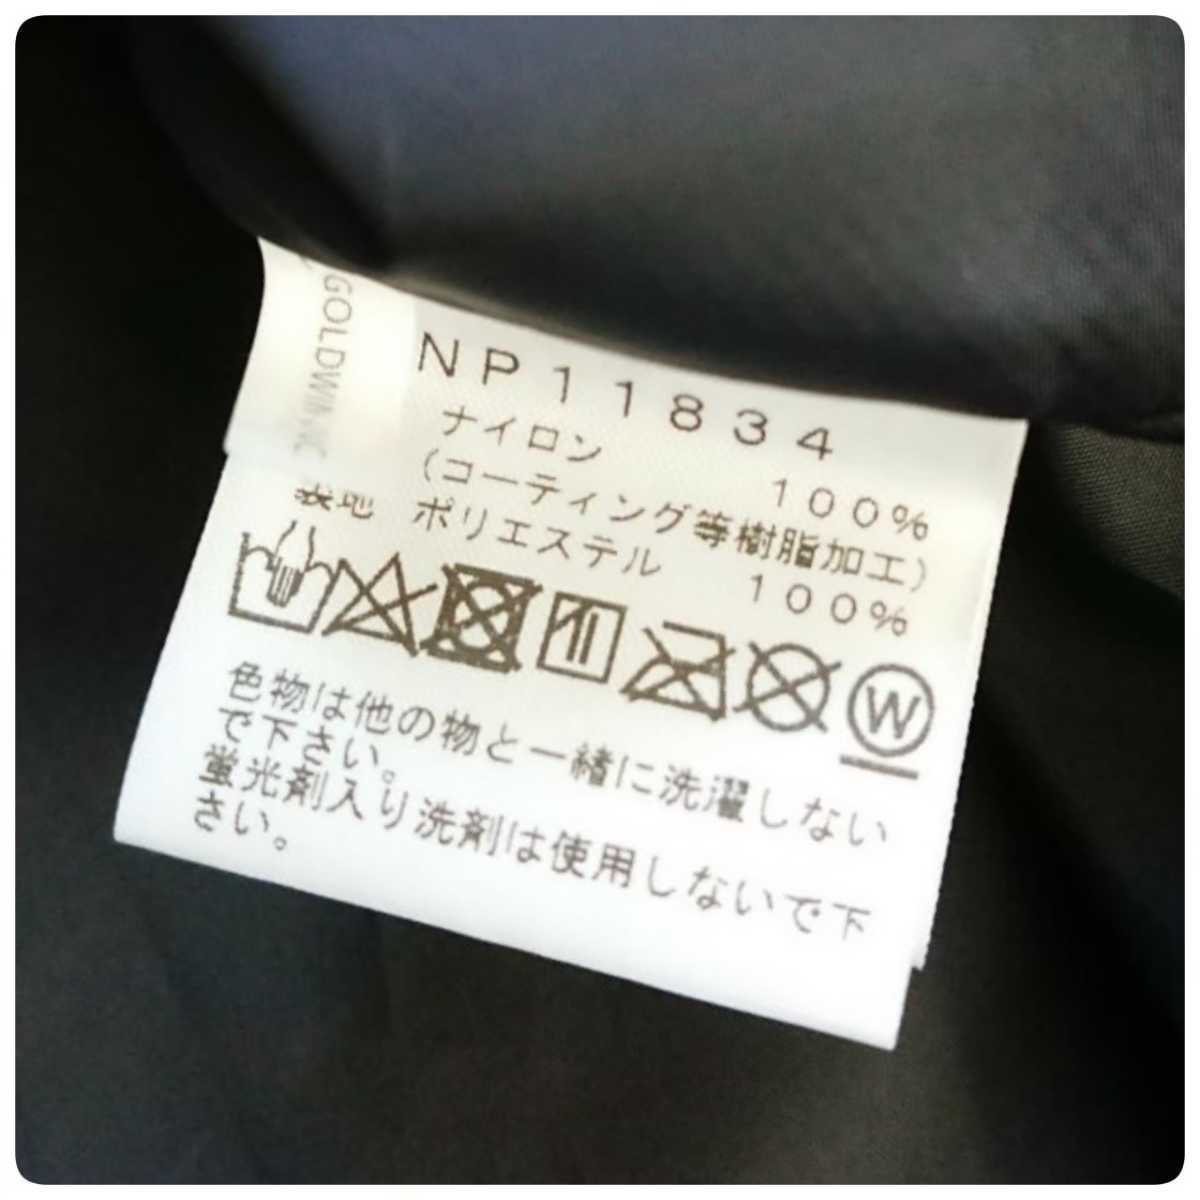 GOLDWIN INC
NP11834
ナイロン 100%
(コーティング等樹脂加工)
表地 ポリエステル 100%
W
色物は他の物と一緒に洗濯しない
で下さい。
蛍光剤入り洗剤は使用しないで下
さい。